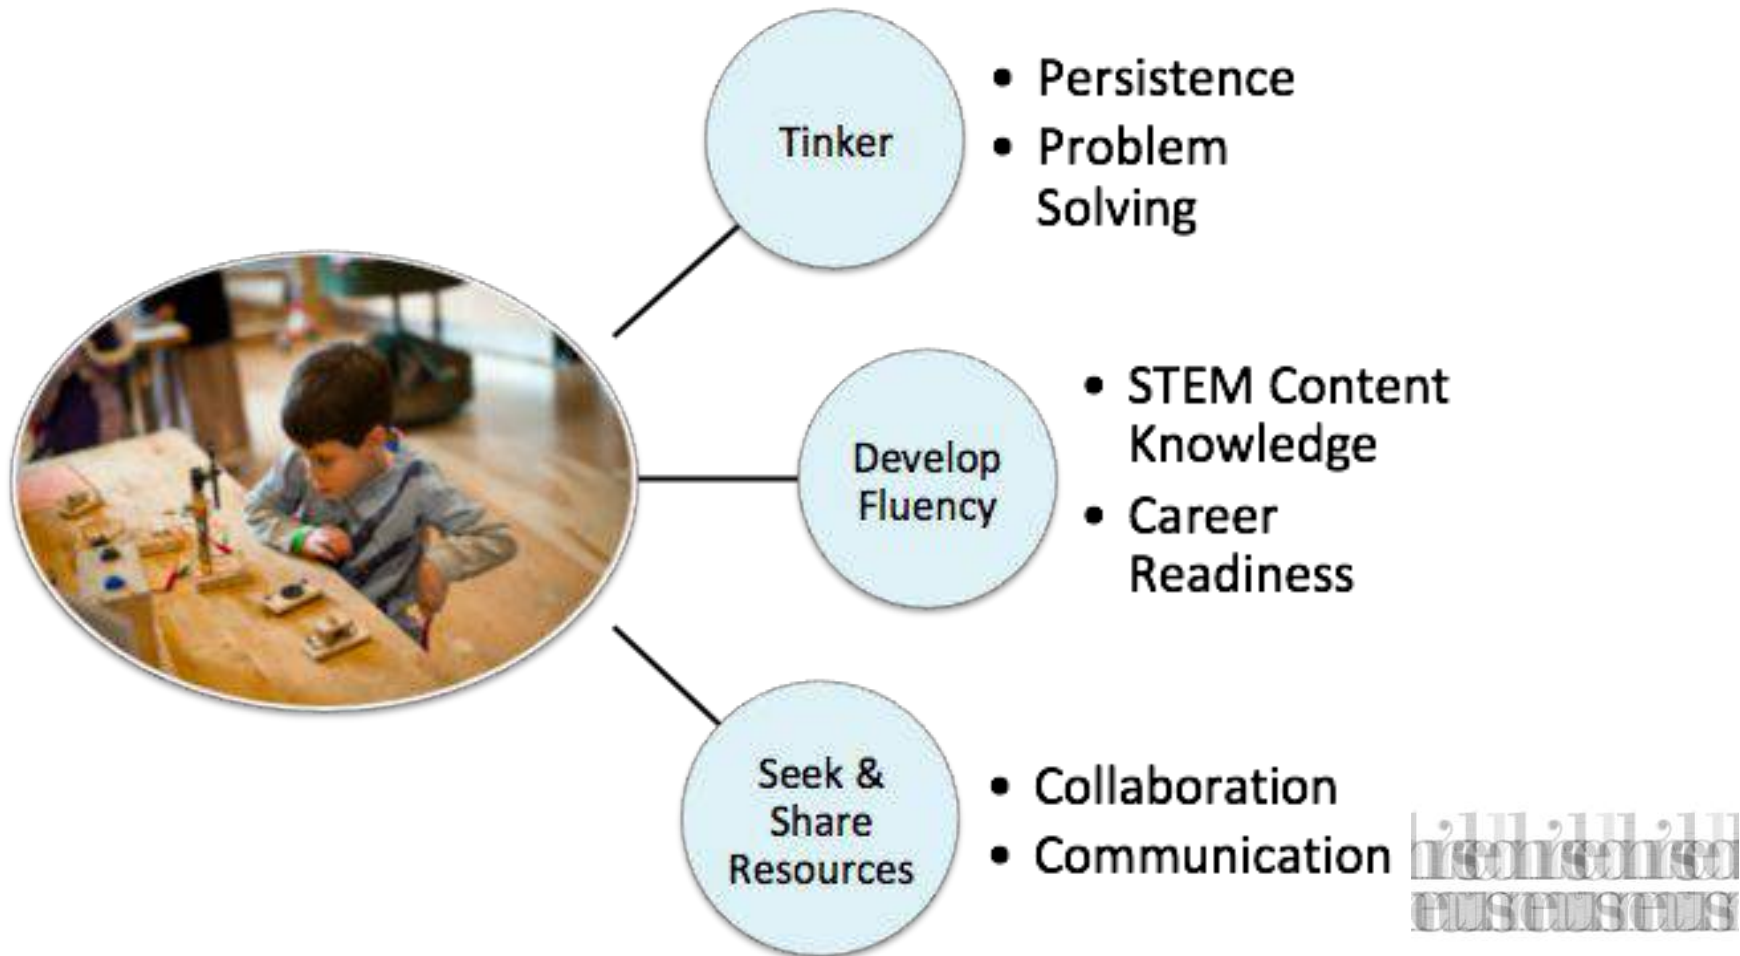 Tinker
• Persistence
• Problem
Solving
Develop
Fluency
• STEM Content
Knowledge
• Career
Readiness
Seek &
Share
Resources
• Collaboration
• Communication